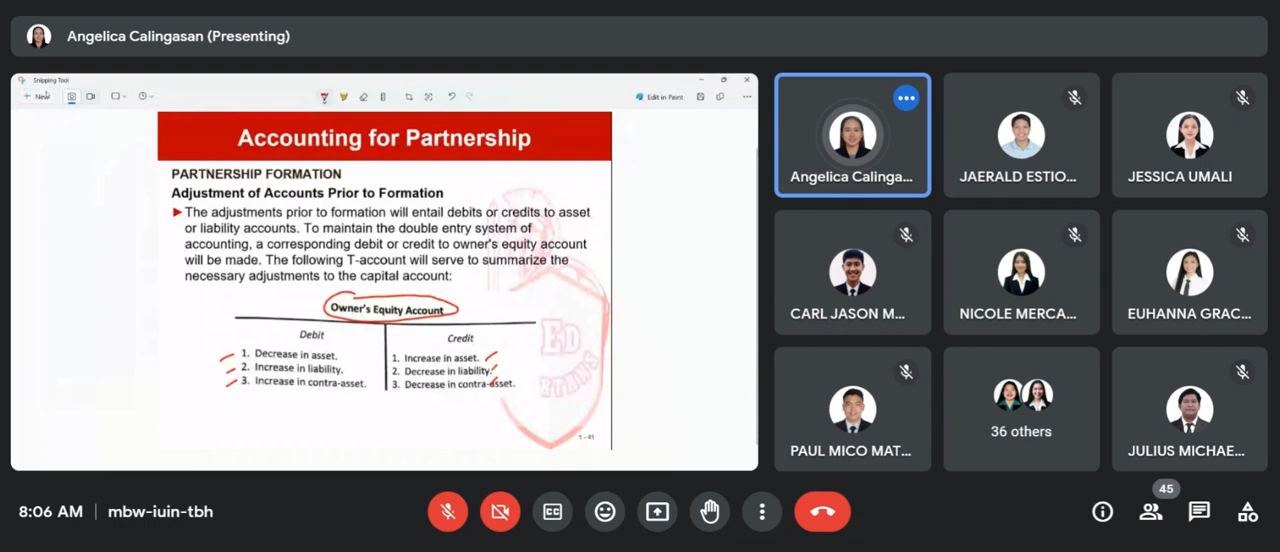 Angelica Calingasan (Presenting)
Snipping Tool
New
Edit in Paint
Accounting for Partnership
PARTNERSHIP FORMATION
Adjustment of Accounts Prior to Formation
The adjustments prior to formation will entail debits or credits to asset
or liability accounts. To maintain the double entry system of
accounting, a corresponding debit or credit to owner's equity account
will be made. The following T-account will serve to summarize the
necessary adjustments to the capital account:
Owner's Equity Account
Debit
1. Decrease in asset.
2. Increase in liability.
3. Increase in contra-asset.
Credit
1. Increase in asset.
2. Decrease in liability.
3. Decrease in contra-asset.
ED
1 - 41
Angelica Calinga...
JAERALD ESTIO...
JESSICA UMALI
CARL JASON M...
NICOLE MERCA...
EUHANNA GRAC...
PAUL MICO MAT...
36 others
JULIUS MICHAE...
8:06 AM | mbw-iuin-tbh
CC
45